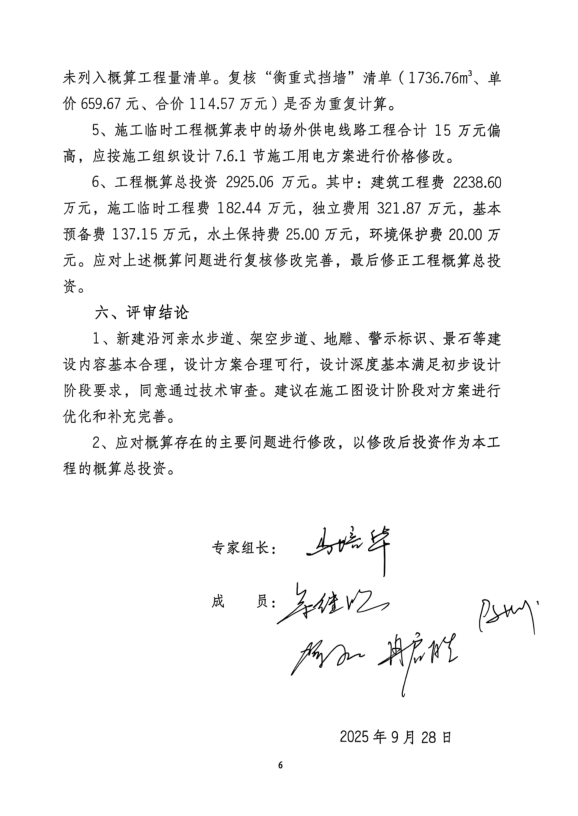 未列入概算工程量清单。复核“衡重式挡墙”清单（1736.76m³、单
价 659.67 元、合价 114.57 万元）是否为重复计算。
5、施工临时工程概算表中的场外供电线路工程合计 15 万元偏
高，应按施工组织设计 7.6.1 节施工用电方案进行价格修改。
6、工程概算总投资 2925.06 万元。其中：建筑工程费 2238.60
万元，施工临时工程费 182.44 万元，独立费用 321.87 万元，基本
预备费 137.15 万元，水土保持费 25.00 万元，环境保护费 20.00 万
元。应对上述概算问题进行复核修改完善，最后修正工程概算总投
资。
六、评审结论
1、新建沿河亲水步道、架空步道、地雕、警示标识、景石等建
设内容基本合理，设计方案合理可行，设计深度基本满足初步设计
阶段要求，同意通过技术审查。建议在施工图设计阶段对方案进行
优化和补充完善。
2、应对概算存在的主要问题进行修改，以修改后投资作为本工
程的概算总投资。
专家组长：马培华
成 员：
2025 年 9 月 28 日
6